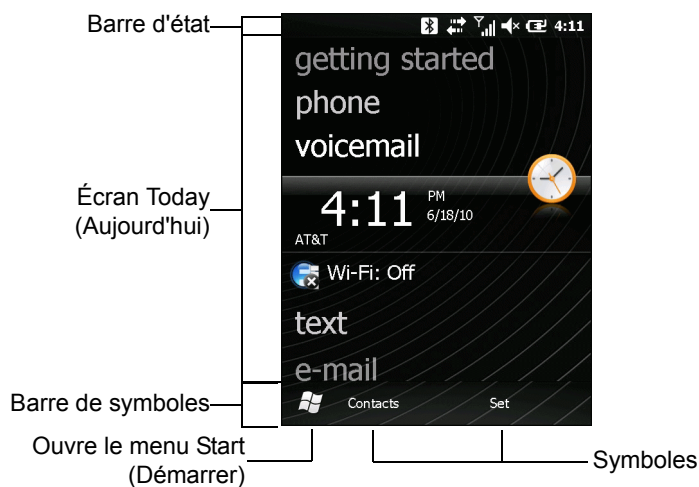 Barre d'état
4:11
getting started
phone
voicemail
Écran Today
(Aujourd'hui)
4:11 PM
6/18/10
AT&T
Wi-Fi: Off
text
e-mail
Barre de symboles
Contacts Set
Ouvre le menu Start
(Démarrer)
Symboles